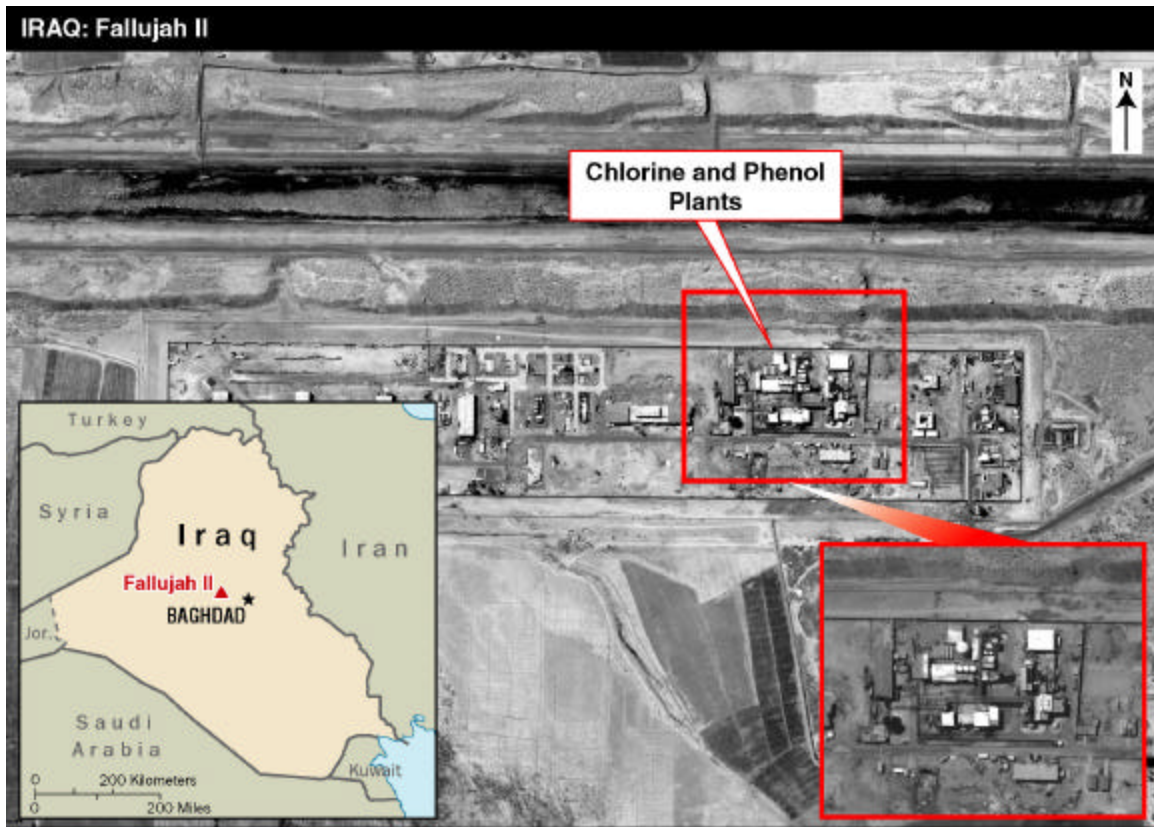 IRAQ: Fallujah II
N
Chlorine and Phenol
Plants
Turkey
Syria
Iraq
Iran
Fallujah II
BAGHDAD
Jor.
Saudi
Arabia
Kuwait
0 200 Kilometers
0 200 Miles